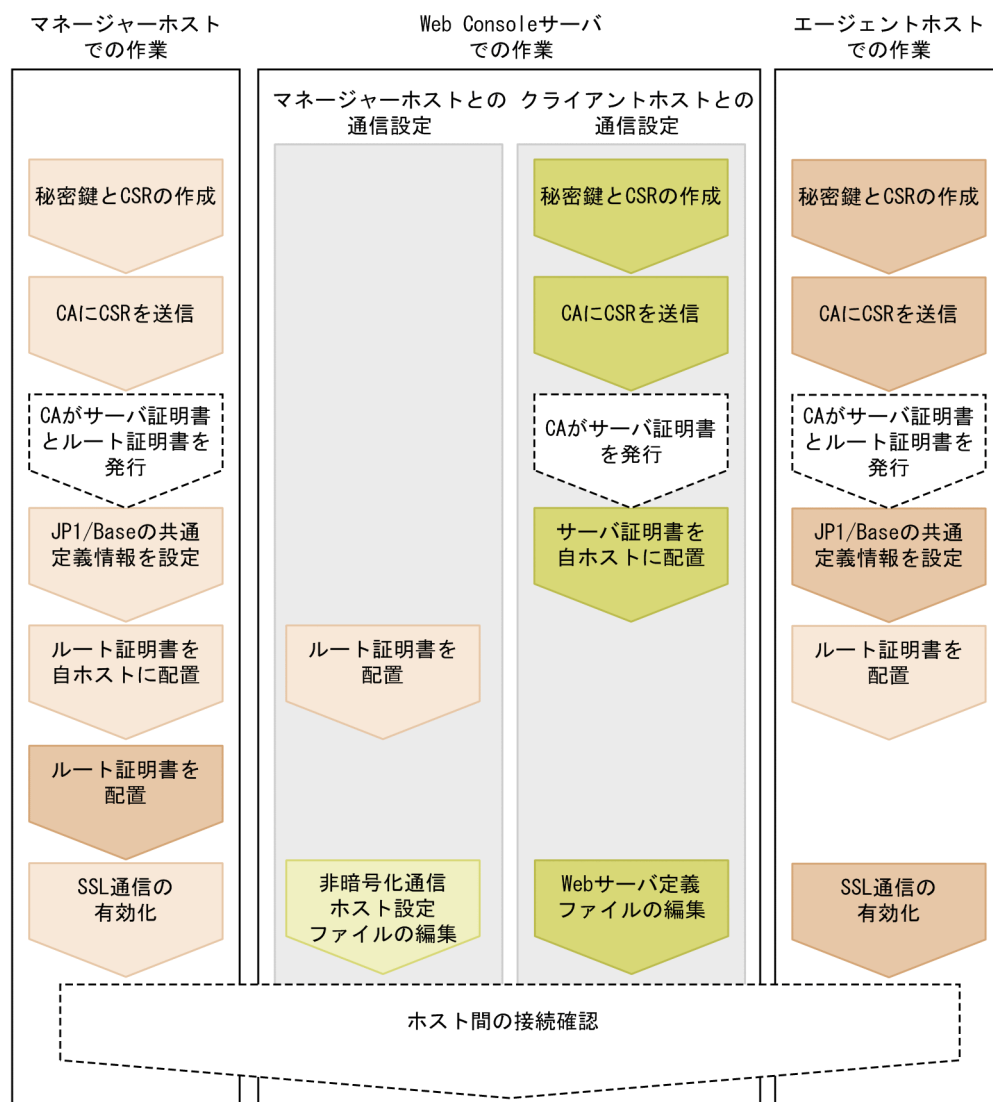 マネージャーホスト
での作業
Web Consoleサーバ
での作業
エージェントホスト
での作業
マネージャーホストとの
通信設定
クライアントホストとの
通信設定
秘密鍵とCSRの作成
秘密鍵とCSRの作成
秘密鍵とCSRの作成
CAにCSRを送信
CAにCSRを送信
CAにCSRを送信
CAがサーバ証明書
とルート証明書を
発行
CAがサーバ証明書
を発行
CAがサーバ証明書
とルート証明書を
発行
JP1/Baseの共通
定義情報を設定
サーバ証明書を
自ホストに配置
JP1/Baseの共通
定義情報を設定
ルート証明書を
自ホストに配置
ルート証明書を
配置
ルート証明書を
配置
ルート証明書を
配置
SSL通信の
有効化
非暗号化通信
ホスト設定
ファイルの編集
Webサーバ定義
ファイルの編集
SSL通信の
有効化
ホスト間の接続確認